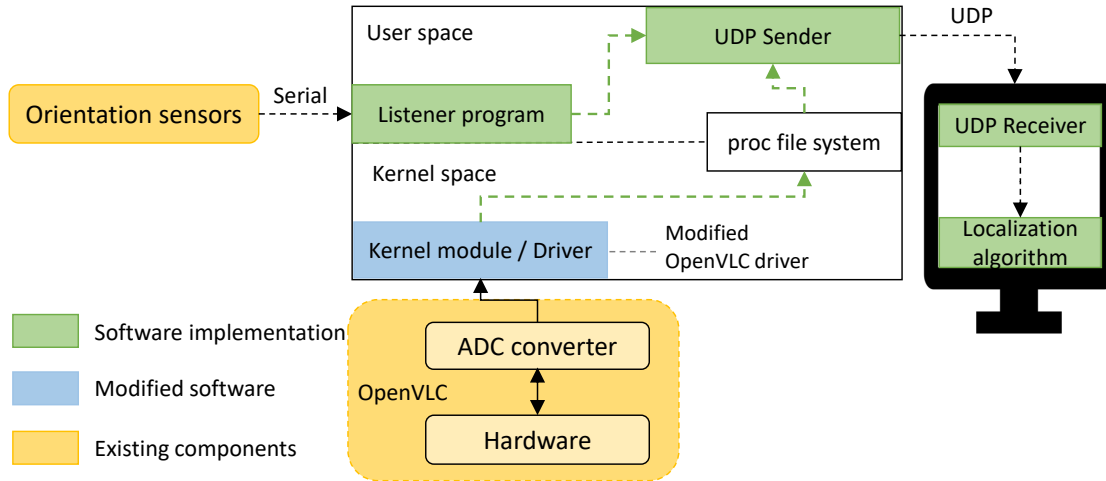 User space
UDP Sender
UDP
Orientation sensors
Serial
Listener program
UDP Receiver
proc file system
Kernel space
Kernel module / Driver
Modified
OpenVLC driver
Localization
algorithm
Software implementation
ADC converter
Modified software
OpenVLC
Existing components
Hardware